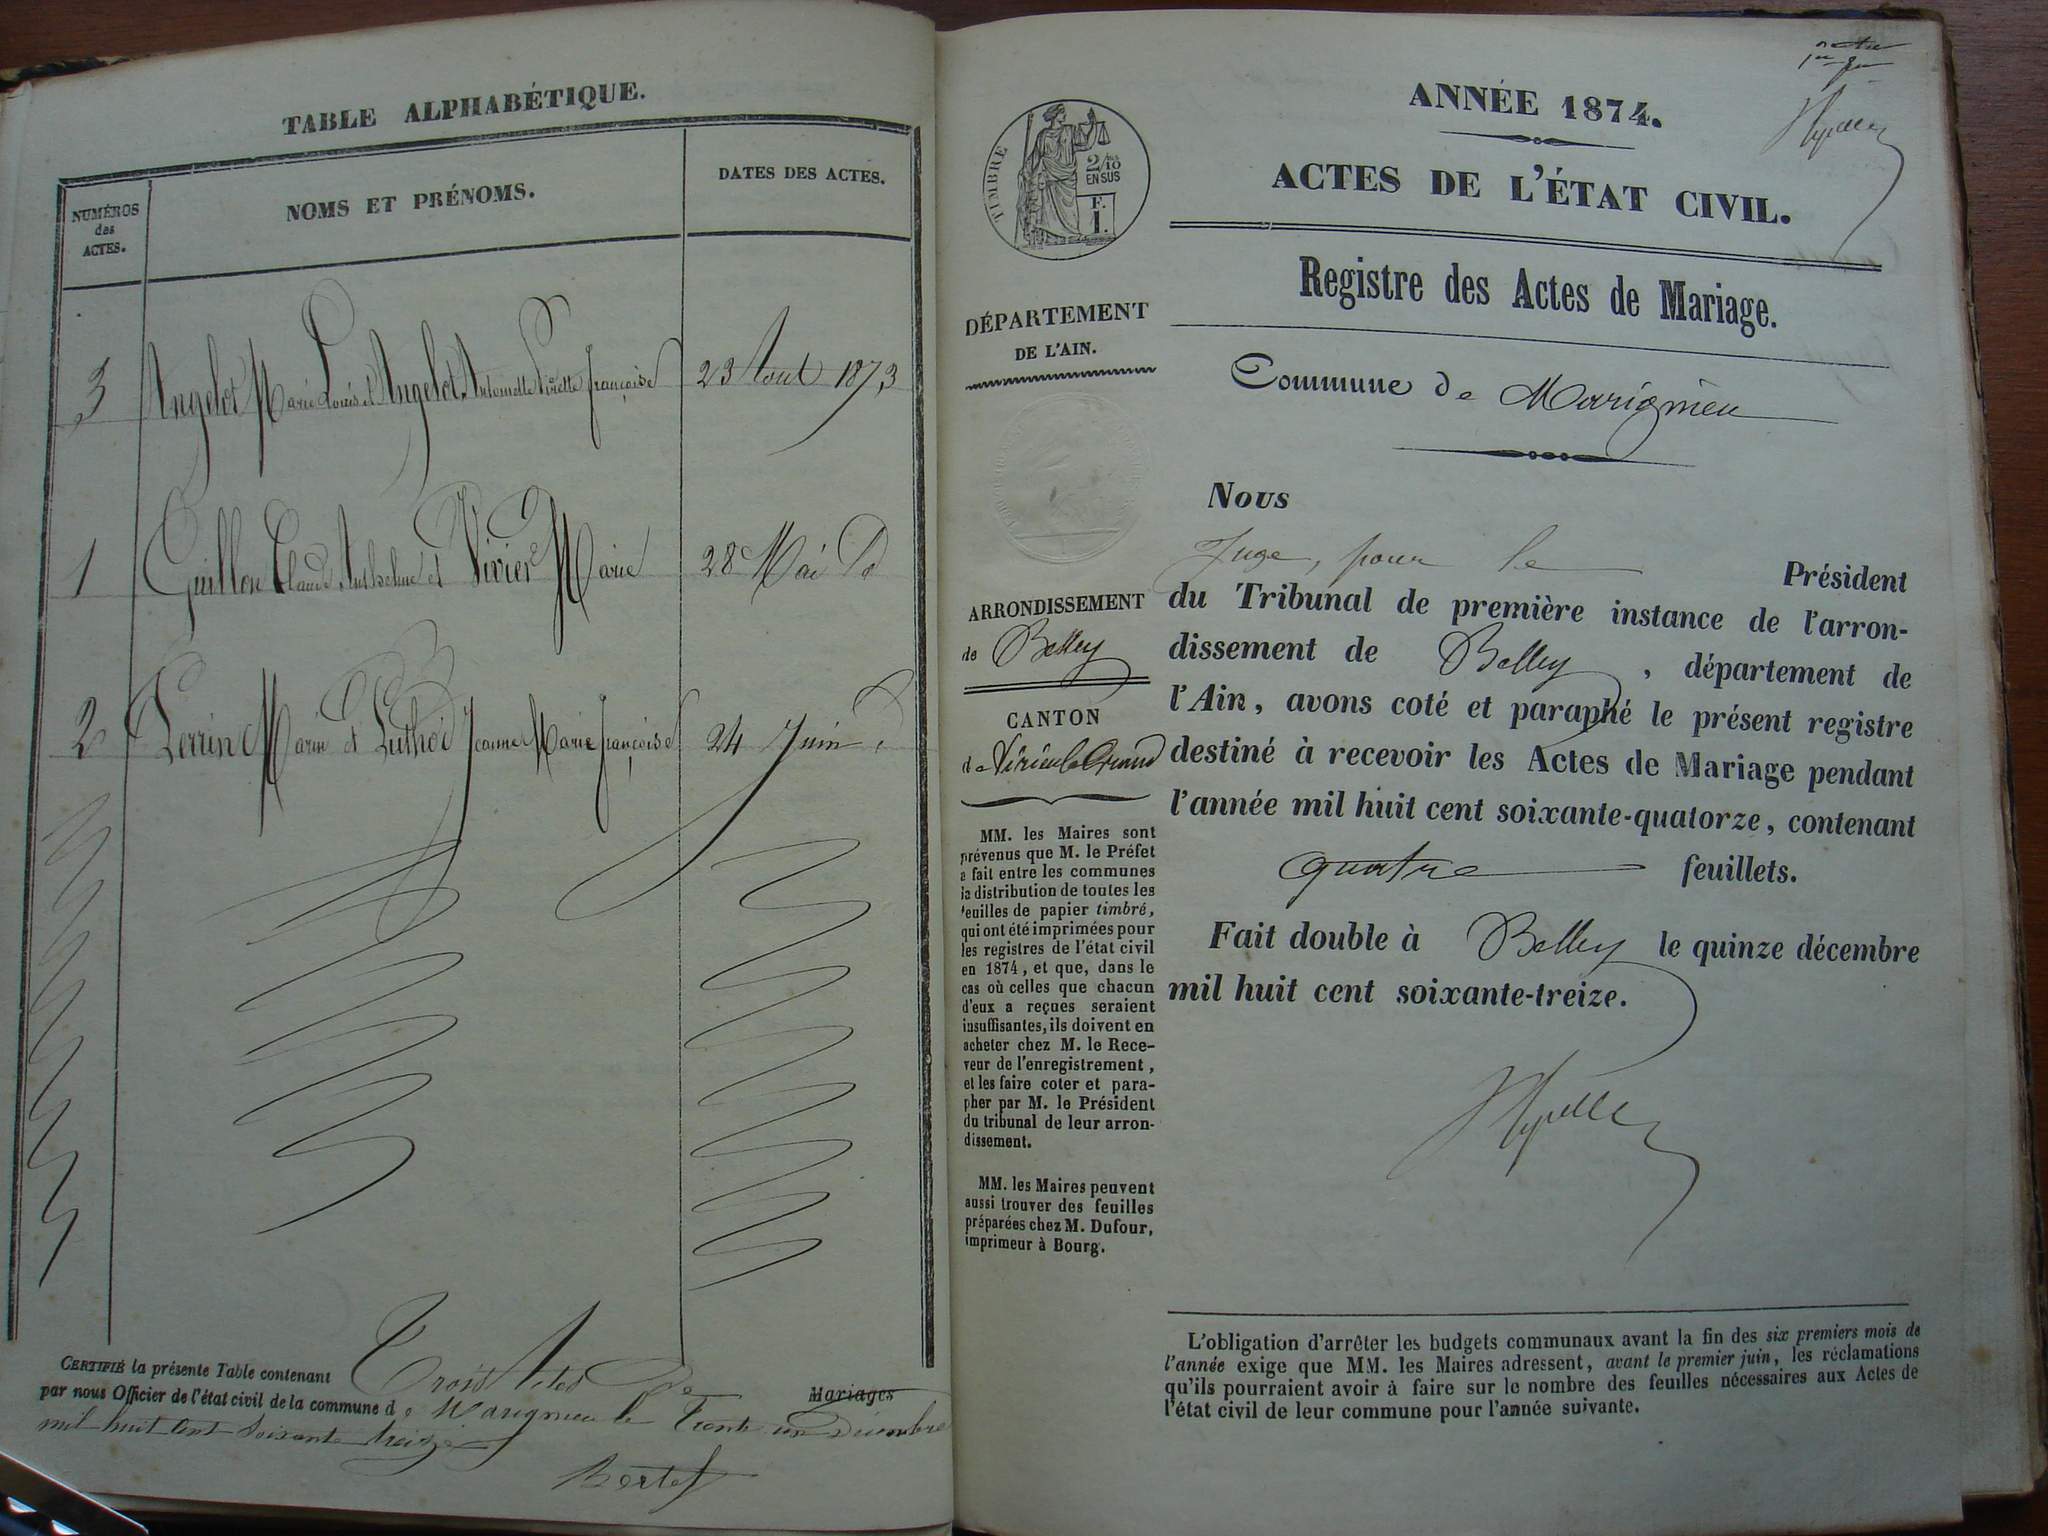 TABLE ALPHABÉTIQUE.
NUMÉROS
des
ACTES.
NOMS ET PRÉNOMS.
DATES DES ACTES.
3 Angelot Marie Louis et Angelot Antoinette Pierrette françoise 23 Aout 1873
1 Guillon Claude Anthelme et Vivier Marie 28 Mai do
2 Perrin Marin et Luthod Jeanne Marie françoise 24 Juin d
CERTIFIÉ la présente Table contenant Trois Actes De Mariages
par nous Officier de l'état civil de la commune de Marigmeu le Trente un Décembre
mil huit cent Soixante treize
Bertet
ANNÉE 1874.
ACTES DE L'ÉTAT CIVIL.
Registre des Actes de Mariage.
Commune de Marigmieu
TIMBRE
2/10
EN SUS
F.
1.
DÉPARTEMENT
DE L'AIN.
ARRONDISSEMENT
de Belley
CANTON
de Virieu le Grand
MM. les Maires sont
prévenus que M. le Préfet
a fait entre les communes
la distribution de toutes les
feuilles de papier timbré,
qui ont été imprimées pour
les registres de l'état civil
en 1874, et que, dans le
cas où celles que chacun
d'eux a reçues seraient
insuffisantes, ils doivent en
acheter chez M. le Rece-
veur de l'enregistrement,
et les faire coter et para-
pher par M. le Président
du tribunal de leur arron-
dissement.
MM. les Maires peuvent
aussi trouver des feuilles
préparées chez M. Dufour,
imprimeur à Bourg.
Nous
Juge, pour le Président
du Tribunal de première instance de l'arron-
dissement de Belley, département de
l'Ain, avons coté et paraphé le présent registre
destiné à recevoir les Actes de Mariage pendant
l'année mil huit cent soixante-quatorze, contenant
quatre feuillets.
Fait double à Belley le quinze décembre
mil huit cent soixante-treize.
L'obligation d'arrêter les budgets communaux avant la fin des six premiers mois de
l'année exige que MM. les Maires adressent, avant le premier juin, les réclamations
qu'ils pourraient avoir à faire sur le nombre des feuilles nécessaires aux Actes de
l'état civil de leur commune pour l'année suivante.